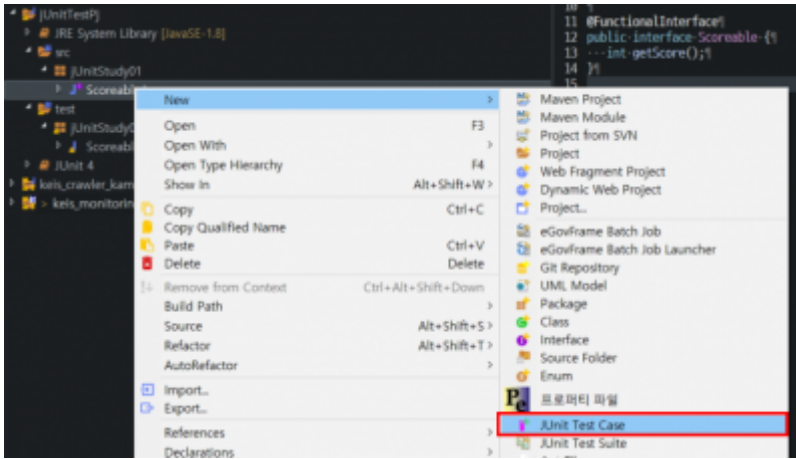 jUnitTestPj
JRE System Library [JavaSE-1.8]
src
jUnitStudy01
test
JUnit 4
10
11 @FunctionalInterface
12 public interface Scoreable {
13 int getScore();
14 }
15
New
Open F3
Open With
Open Type Hierarchy F4
Show In Alt+Shift+W
Copy Ctrl+C
Copy Qualified Name
Paste Ctrl+V
Delete Delete
Remove from Context Ctrl+Alt+Shift+Down
Build Path
Source Alt+Shift+S
Refactor Alt+Shift+T
AutoRefactor
Import...
Export...
References
Declarations
Maven Project
Maven Module
Project from SVN
Project
Web Fragment Project
Dynamic Web Project
Project...
eGovFrame Batch Job
eGovFrame Batch Job Launcher
Git Repository
UML Model
Package
Class
Interface
Source Folder
Enum
프로퍼티 파일
JUnit Test Case
JUnit Test Suite